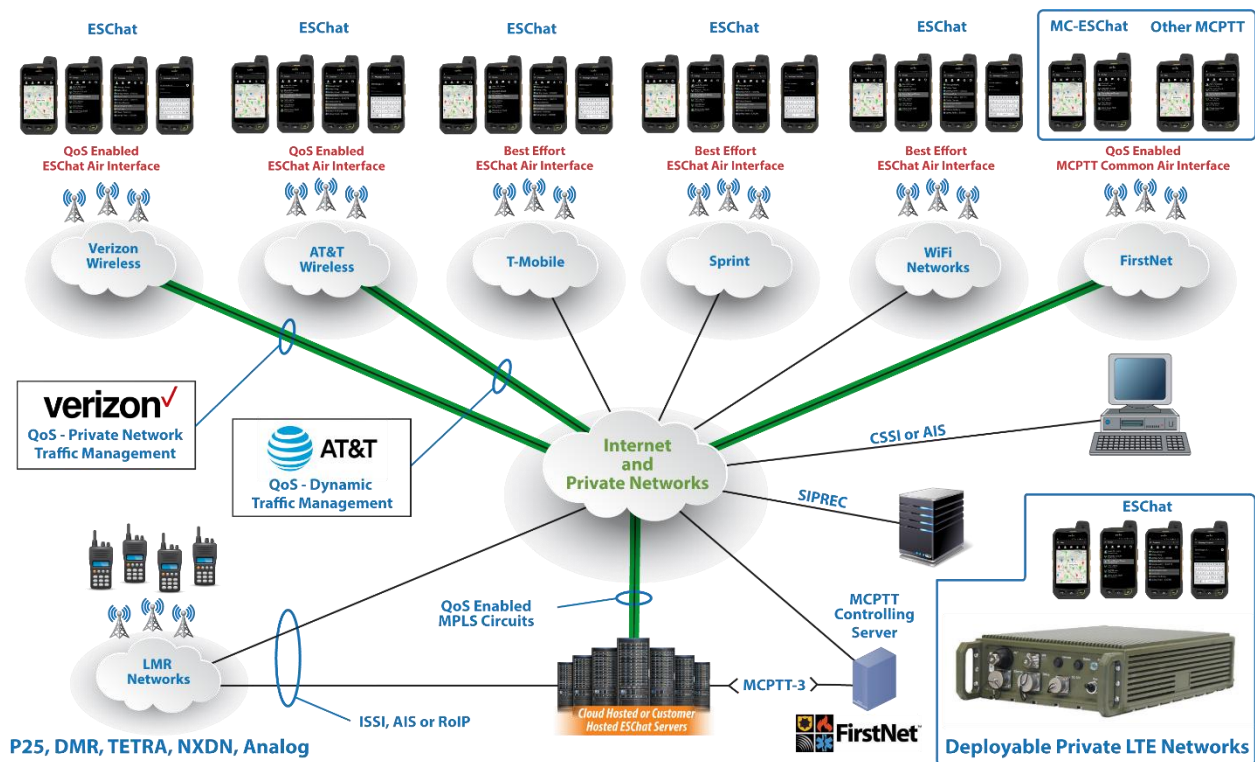 ESChat
ESChat
ESChat
ESChat
ESChat
MC-ESChat
Other MCPTT
QoS Enabled
ESChat Air Interface
QoS Enabled
ESChat Air Interface
Best Effort
ESChat Air Interface
Best Effort
ESChat Air Interface
Best Effort
ESChat Air Interface
QoS Enabled
MCPTT Common Air Interface
Verizon
Wireless
AT&T
Wireless
T-Mobile
Sprint
WiFi
Networks
FirstNet
verizon✓
QoS - Private Network
Traffic Management
AT&T
QoS - Dynamic
Traffic Management
Internet
and
Private Networks
CSSI or AIS
SIPREC
ESChat
QoS Enabled
MPLS Circuits
MCPTT
Controlling
Server
LMR
Networks
MCPTT-3
ISSI, AIS or RoIP
Cloud Hosted or Customer
Hosted ESChat Servers
FirstNet™
P25, DMR, TETRA, NXDN, Analog
Deployable Private LTE Networks